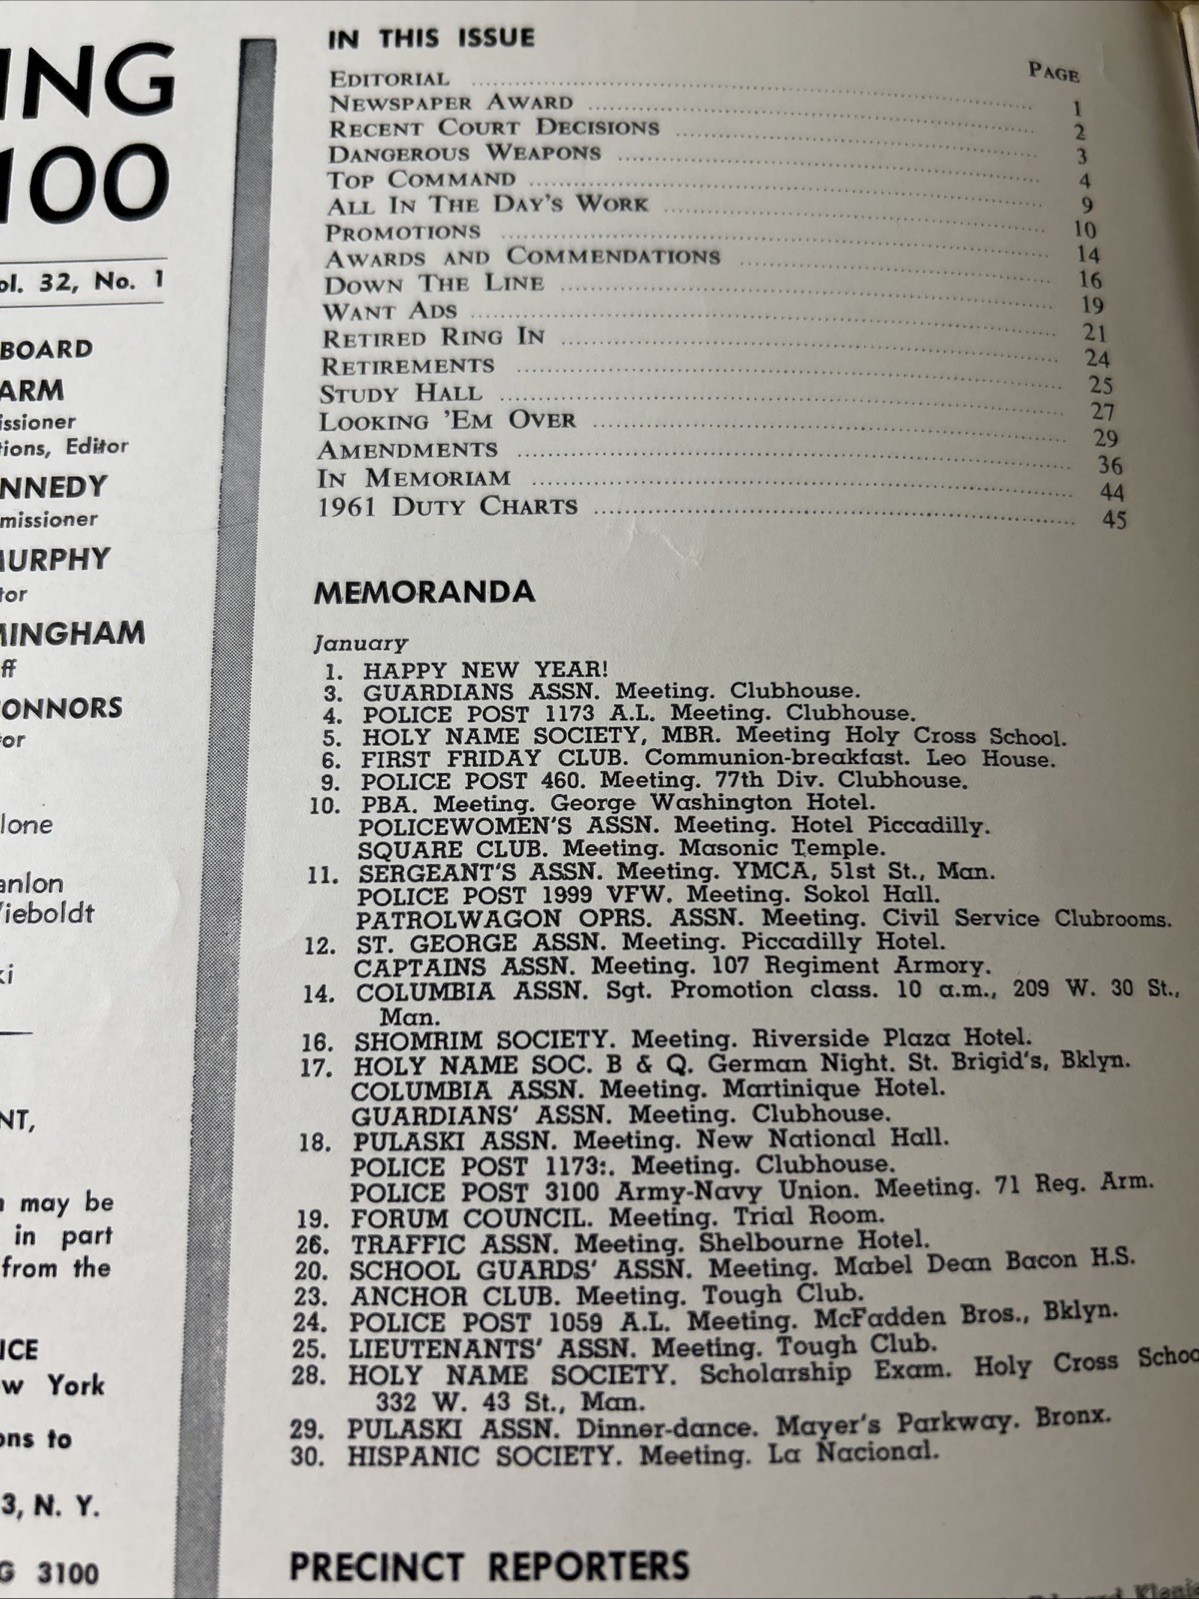 ING
100
ol. 32, No. 1
BOARD
ARM
issioner
tions, Editor
NNEDY
missioner
MURPHY
tor
MINGHAM
ff
ONNORS
tor
lone
anlon
ieboldt
ki
NT,
may be
in part
from the
ICE
w York
ons to
3, N. Y.
G 3100
IN THIS ISSUE
PAGE
EDITORIAL 1
NEWSPAPER AWARD 2
RECENT COURT DECISIONS 3
DANGEROUS WEAPONS 4
TOP COMMAND 9
ALL IN THE DAY'S WORK 10
PROMOTIONS 14
AWARDS AND COMMENDATIONS 16
DOWN THE LINE 19
WANT ADS 21
RETIRED RING IN 24
RETIREMENTS 25
STUDY HALL 27
LOOKING 'EM OVER 29
AMENDMENTS 36
IN MEMORIAM 44
1961 DUTY CHARTS 45
MEMORANDA
January
1. HAPPY NEW YEAR!
3. GUARDIANS ASSN. Meeting. Clubhouse.
4. POLICE POST 1173 A.L. Meeting. Clubhouse.
5. HOLY NAME SOCIETY, MBR. Meeting Holy Cross School.
6. FIRST FRIDAY CLUB. Communion-breakfast. Leo House.
9. POLICE POST 460. Meeting. 77th Div. Clubhouse.
10. PBA. Meeting. George Washington Hotel.
POLICEWOMEN'S ASSN. Meeting. Hotel Piccadilly.
SQUARE CLUB. Meeting. Masonic Temple.
11. SERGEANT'S ASSN. Meeting. YMCA, 51st St., Man.
POLICE POST 1999 VFW. Meeting. Sokol Hall.
PATROLWAGON OPRS. ASSN. Meeting. Civil Service Clubrooms.
12. ST. GEORGE ASSN. Meeting. Piccadilly Hotel.
CAPTAINS ASSN. Meeting. 107 Regiment Armory.
14. COLUMBIA ASSN. Sgt. Promotion class. 10 a.m., 209 W. 30 St.,
Man.
16. SHOMRIM SOCIETY. Meeting. Riverside Plaza Hotel.
17. HOLY NAME SOC. B & Q. German Night. St. Brigid's, Bklyn.
COLUMBIA ASSN. Meeting. Martinique Hotel.
GUARDIANS' ASSN. Meeting. Clubhouse.
18. PULASKI ASSN. Meeting. New National Hall.
POLICE POST 1173:. Meeting. Clubhouse.
POLICE POST 3100 Army-Navy Union. Meeting. 71 Reg. Arm.
19. FORUM COUNCIL. Meeting. Trial Room.
26. TRAFFIC ASSN. Meeting. Shelbourne Hotel.
20. SCHOOL GUARDS' ASSN. Meeting. Mabel Dean Bacon H.S.
23. ANCHOR CLUB. Meeting. Tough Club.
24. POLICE POST 1059 A.L. Meeting. McFadden Bros., Bklyn.
25. LIEUTENANTS' ASSN. Meeting. Tough Club.
28. HOLY NAME SOCIETY. Scholarship Exam. Holy Cross Schoo
332 W. 43 St., Man.
29. PULASKI ASSN. Dinner-dance. Mayer's Parkway. Bronx.
30. HISPANIC SOCIETY. Meeting. La Nacional.
PRECINCT REPORTERS